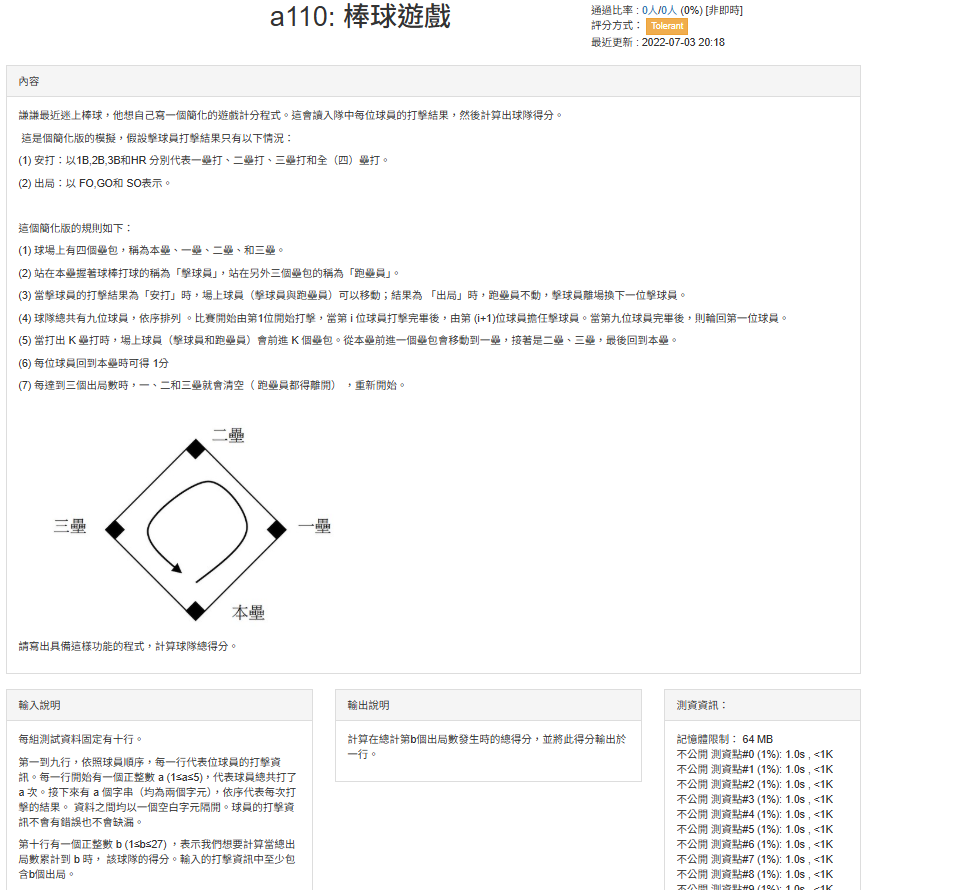 a110: 棒球遊戲
通過比率 : 0人/0人 (0%) [非即時]
評分方式： Tolerant
最近更新 : 2022-07-03 20:18
內容
謙謙最近迷上棒球，他想自己寫一個簡化的遊戲計分程式。這會讀入隊中每位球員的打擊結果，然後計算出球隊得分。
這是個簡化版的模擬，假設擊球員打擊結果只有以下情況：
(1) 安打：以1B,2B,3B和HR 分別代表一壘打、二壘打、三壘打和全（四）壘打。
(2) 出局：以 FO,GO和 SO表示。
這個簡化版的規則如下：
(1) 球場上有四個壘包，稱為本壘、一壘、二壘、和三壘。
(2) 站在本壘握著球棒打球的稱為「擊球員」，站在另外三個壘包的稱為「跑壘員」。
(3) 當擊球員的打擊結果為「安打」時，場上球員（擊球員與跑壘員）可以移動；結果為 「出局」時，跑壘員不動，擊球員離場換下一位擊球員。
(4) 球隊總共有九位球員，依序排列 。比賽開始由第1位開始打擊，當第 i 位球員打擊完畢後，由第 (i+1)位球員擔任擊球員。當第九位球員完畢後，則輪回第一位球員。
(5) 當打出 K 壘打時，場上球員（擊球員和跑壘員）會前進 K 個壘包。從本壘前進一個壘包會移動到一壘，接著是二壘、三壘，最後回到本壘。
(6) 每位球員回到本壘時可得 1分
(7) 每達到三個出局數時，一、二和三壘就會清空（ 跑壘員都得離開） ，重新開始。
二壘
三壘
一壘
本壘
請寫出具備這樣功能的程式，計算球隊總得分。
輸入說明
每組測試資料固定有十行。
第一到九行，依照球員順序，每一行代表位球員的打擊資
訊。每一行開始有一個正整數 a (1≤a≤5)，代表球員總共打了
a 次。接下來有 a 個字串（均為兩個字元），依序代表每次打
擊的結果。 資料之間均以一個空白字元隔開。球員的打擊資
訊不會有錯誤也不會缺漏。
第十行有一個正整數 b (1≤b≤27) ，表示我們想要計算當總出
局數累計到 b 時， 該球隊的得分。輸入的打擊資訊中至少包
含b個出局。
輸出說明
計算在總計第b個出局數發生時的總得分，並將此得分輸出於
一行。
測資資訊：
記憶體限制： 64 MB
不公開 測資點#0 (1%): 1.0s , <1K
不公開 測資點#1 (1%): 1.0s , <1K
不公開 測資點#2 (1%): 1.0s , <1K
不公開 測資點#3 (1%): 1.0s , <1K
不公開 測資點#4 (1%): 1.0s , <1K
不公開 測資點#5 (1%): 1.0s , <1K
不公開 測資點#6 (1%): 1.0s , <1K
不公開 測資點#7 (1%): 1.0s , <1K
不公開 測資點#8 (1%): 1.0s , <1K
不公開 測資點#9 (1%): 1.0s , <1K